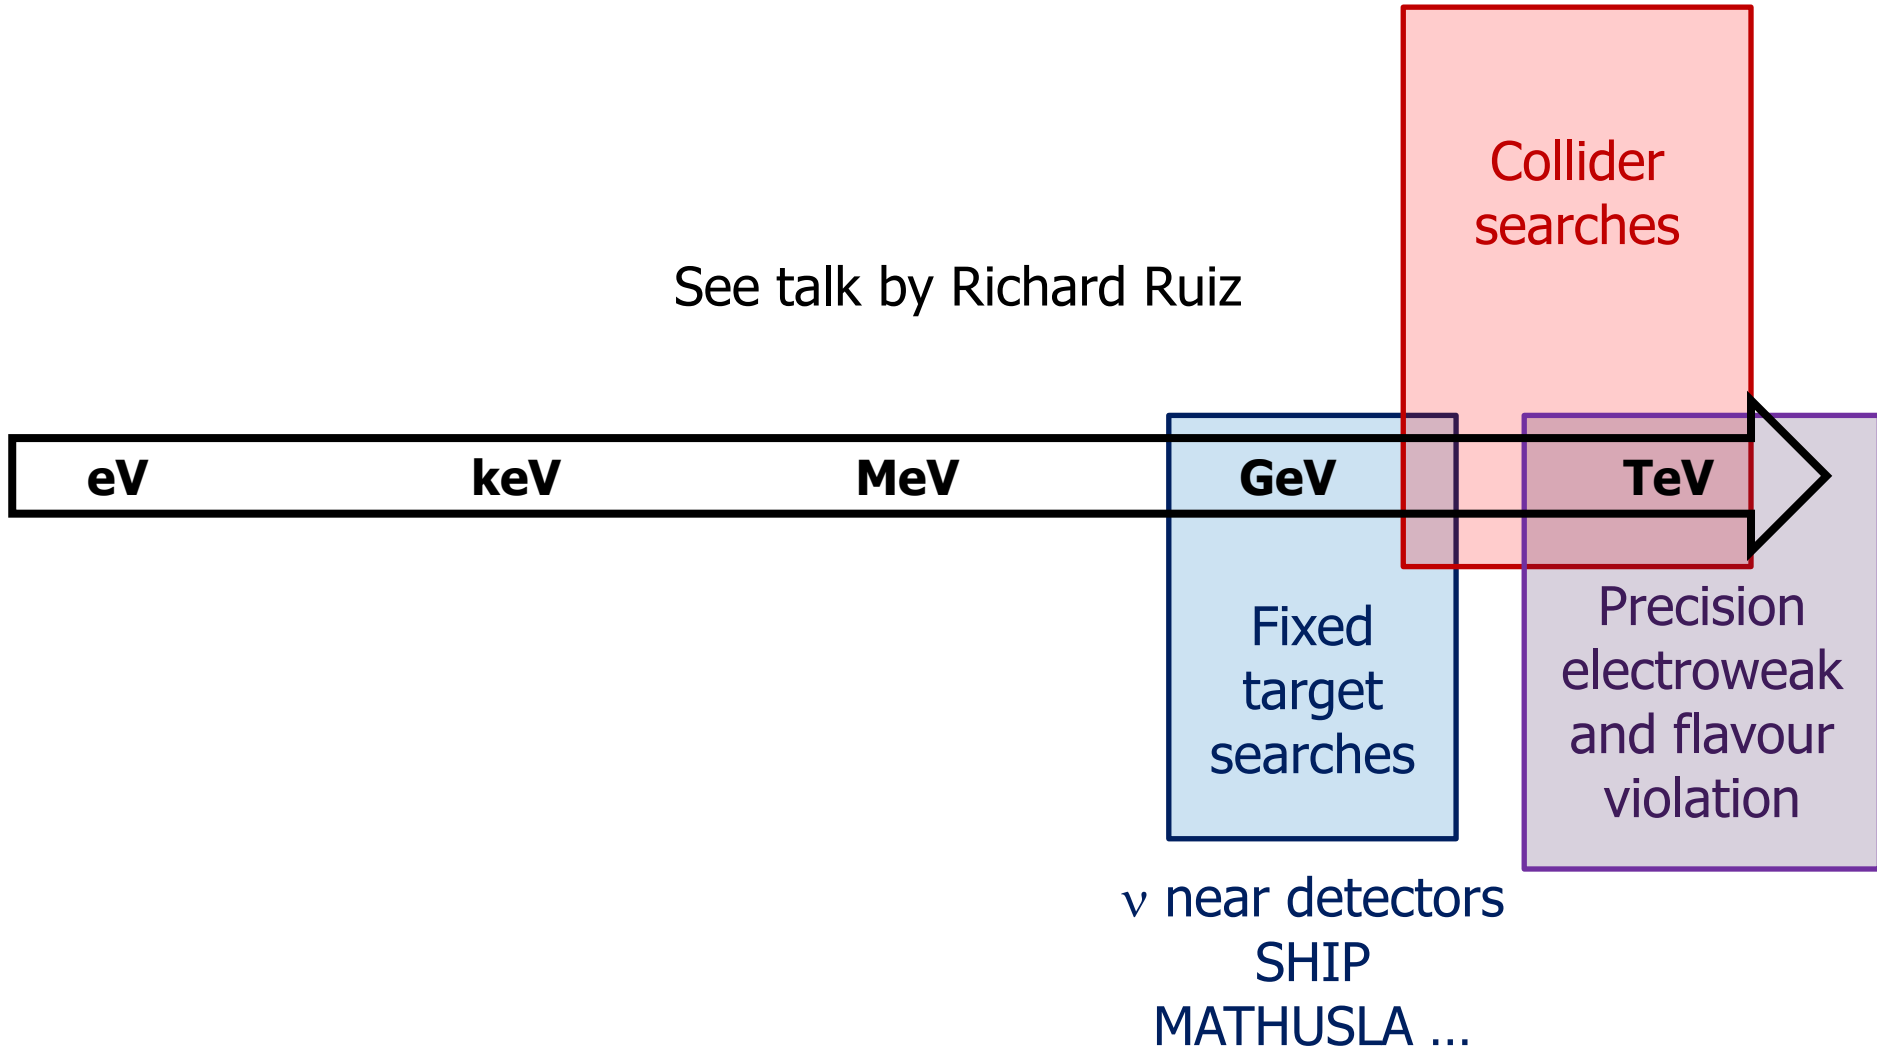 Collider
searches
See talk by Richard Ruiz
eV keV MeV GeV TeV
Fixed
target
searches
Precision
electroweak
and flavour
violation
ν near detectors
SHIP
MATHUSLA ...